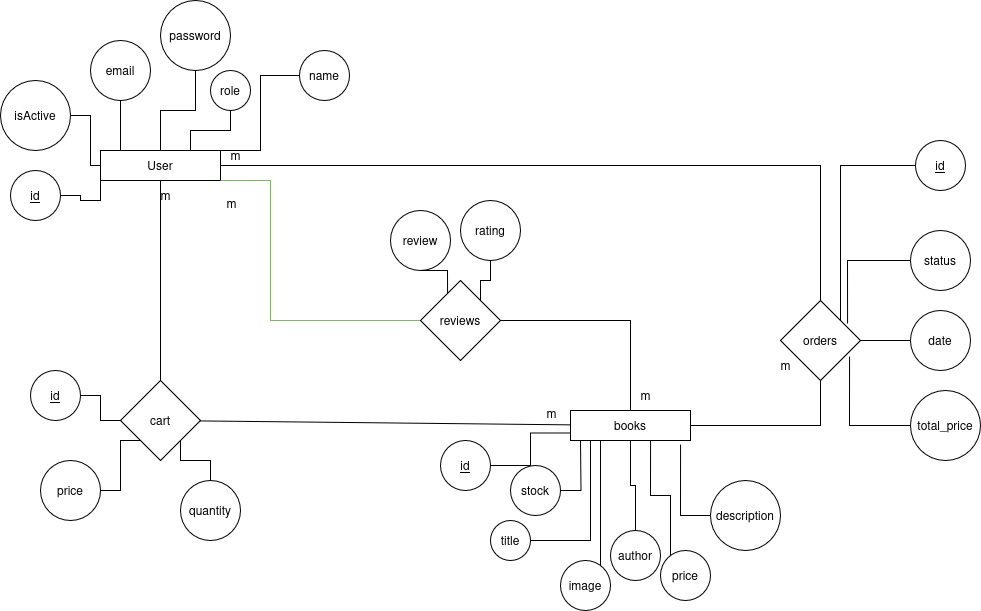 password
email
name
role
isActive
m
User
id
id
m
m
rating
review
status
reviews
orders
date
m
id
m
m
cart
books
total_price
id
price
stock
quantity
description
title
author
price
image